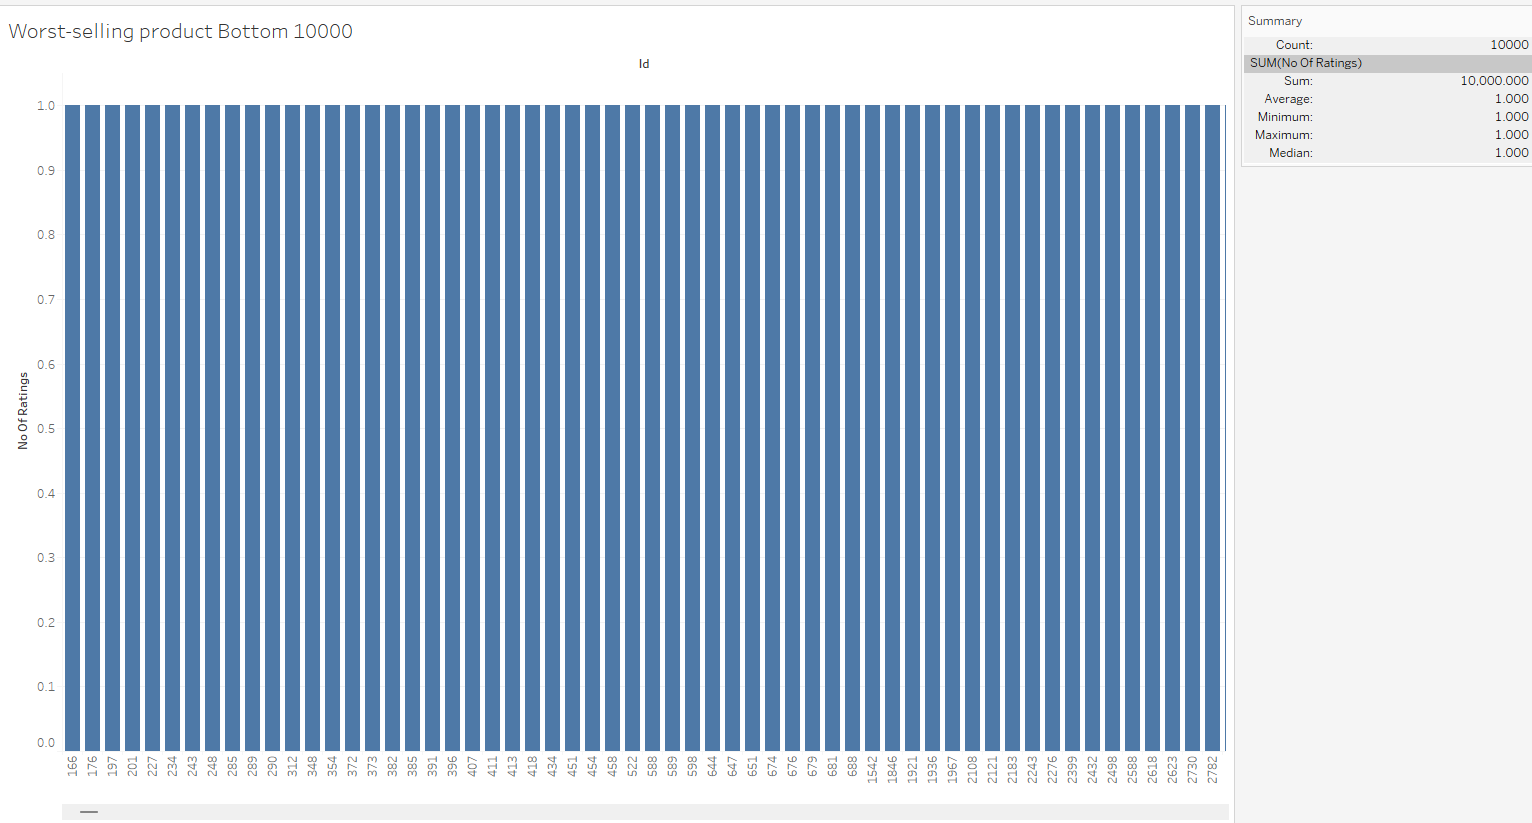 Worst-selling product Bottom 10000
Id
1.0
0.9
0.8
0.7
0.6
0.5
0.4
0.3
0.2
0.1
0.0
No Of Ratings
166 176 197 201 227 234 243 248 285 289 290 312 348 354 372 373 382 385 391 396 407 411 413 418 434 451 454 458 522 588 589 598 644 647 651 674 676 679 681 688 1542 1846 1921 1936 1967 2108 2121 2183 2243 2276 2399 2432 2498 2588 2618 2623 2730 2782
Summary
Count: 10000
SUM(No Of Ratings)
Sum: 10,000.000
Average: 1.000
Minimum: 1.000
Maximum: 1.000
Median: 1.000